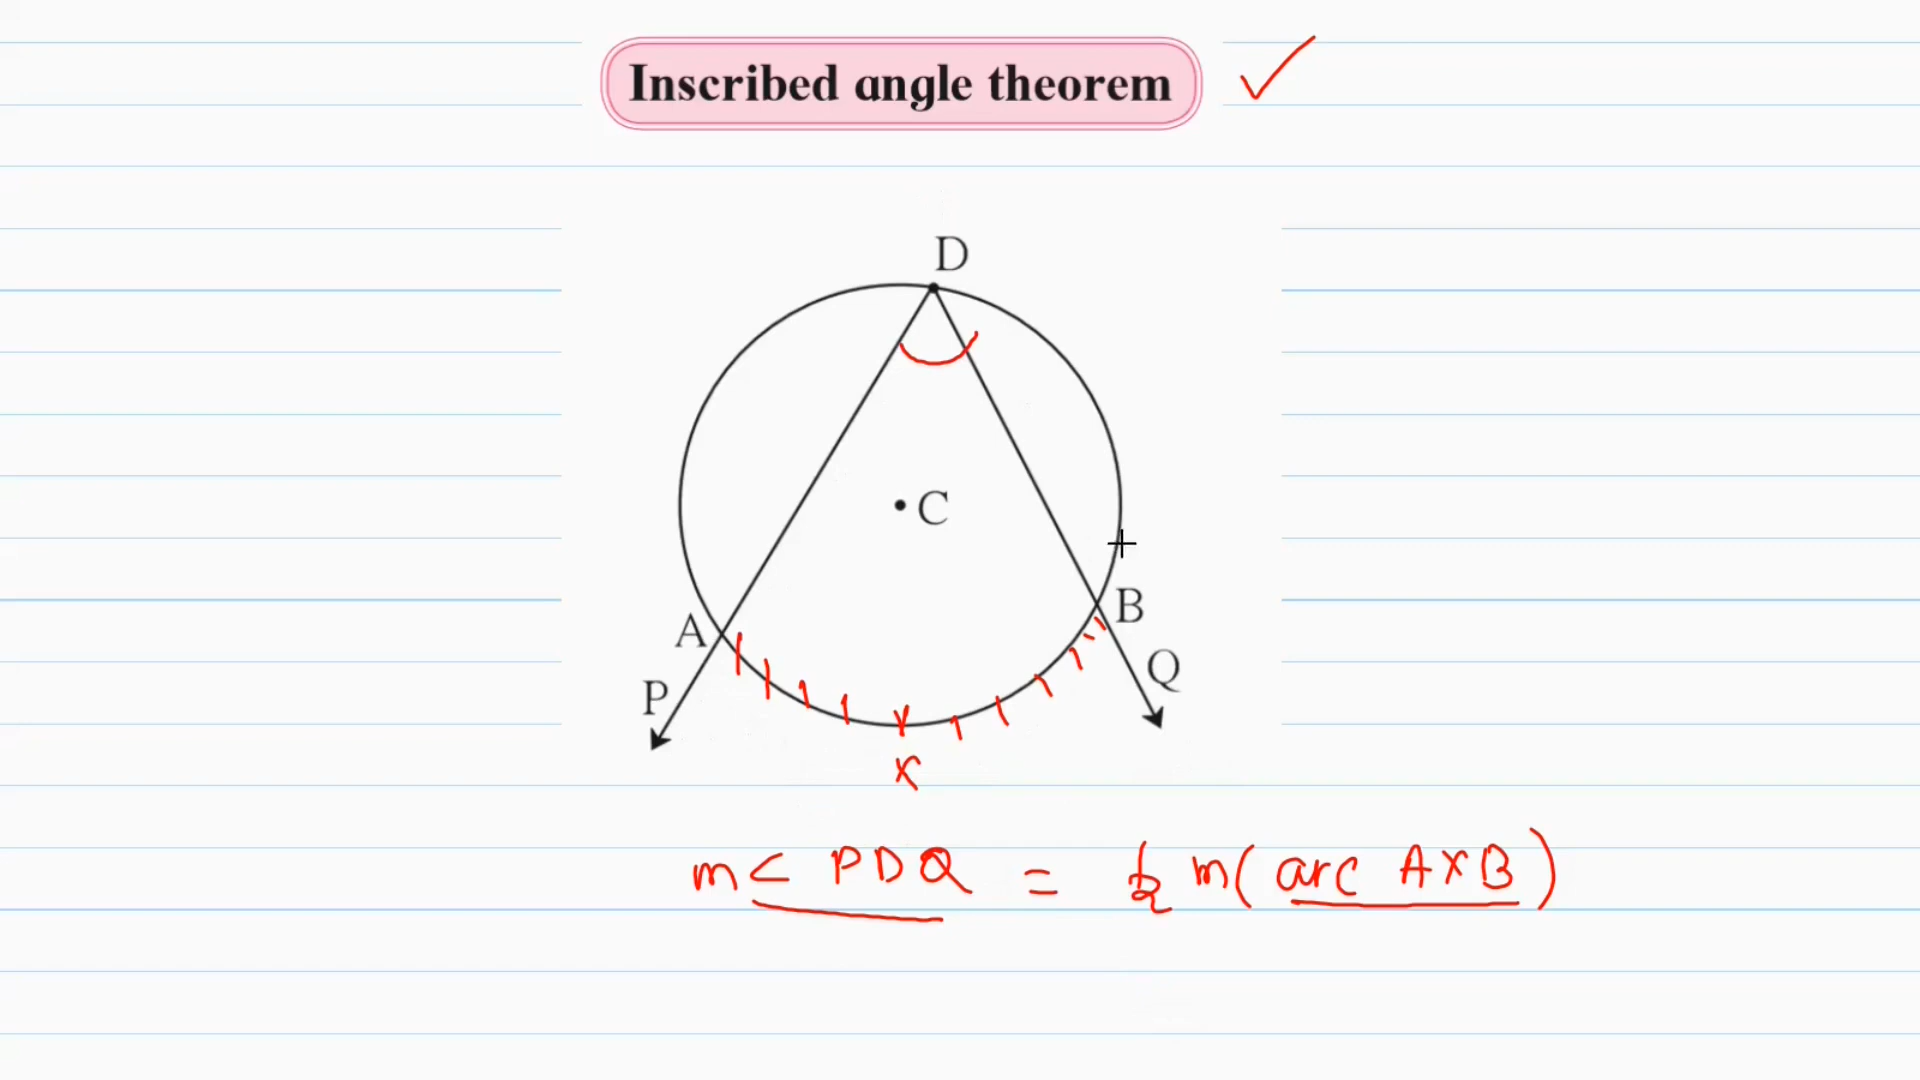 Inscribed angle theorem
D
C
A
B
P
Q
x
m∠ PDQ = 1/2 m(arc AXB)